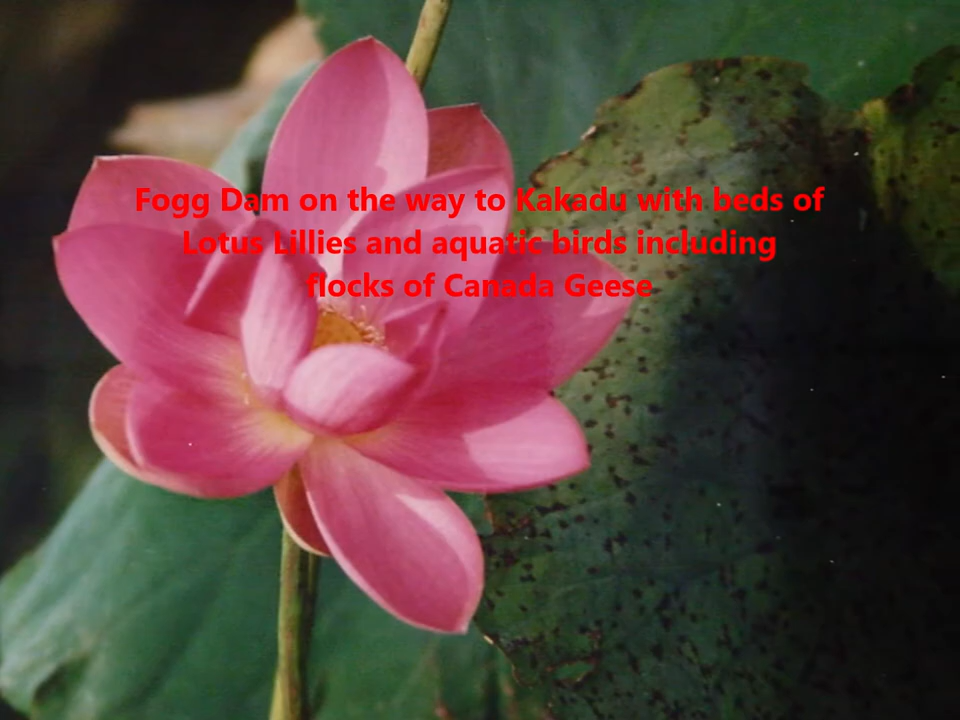 Fogg Dam on the way to Kakadu with beds of
Lotus Lillies and aquatic birds including
flocks of Canada Geese